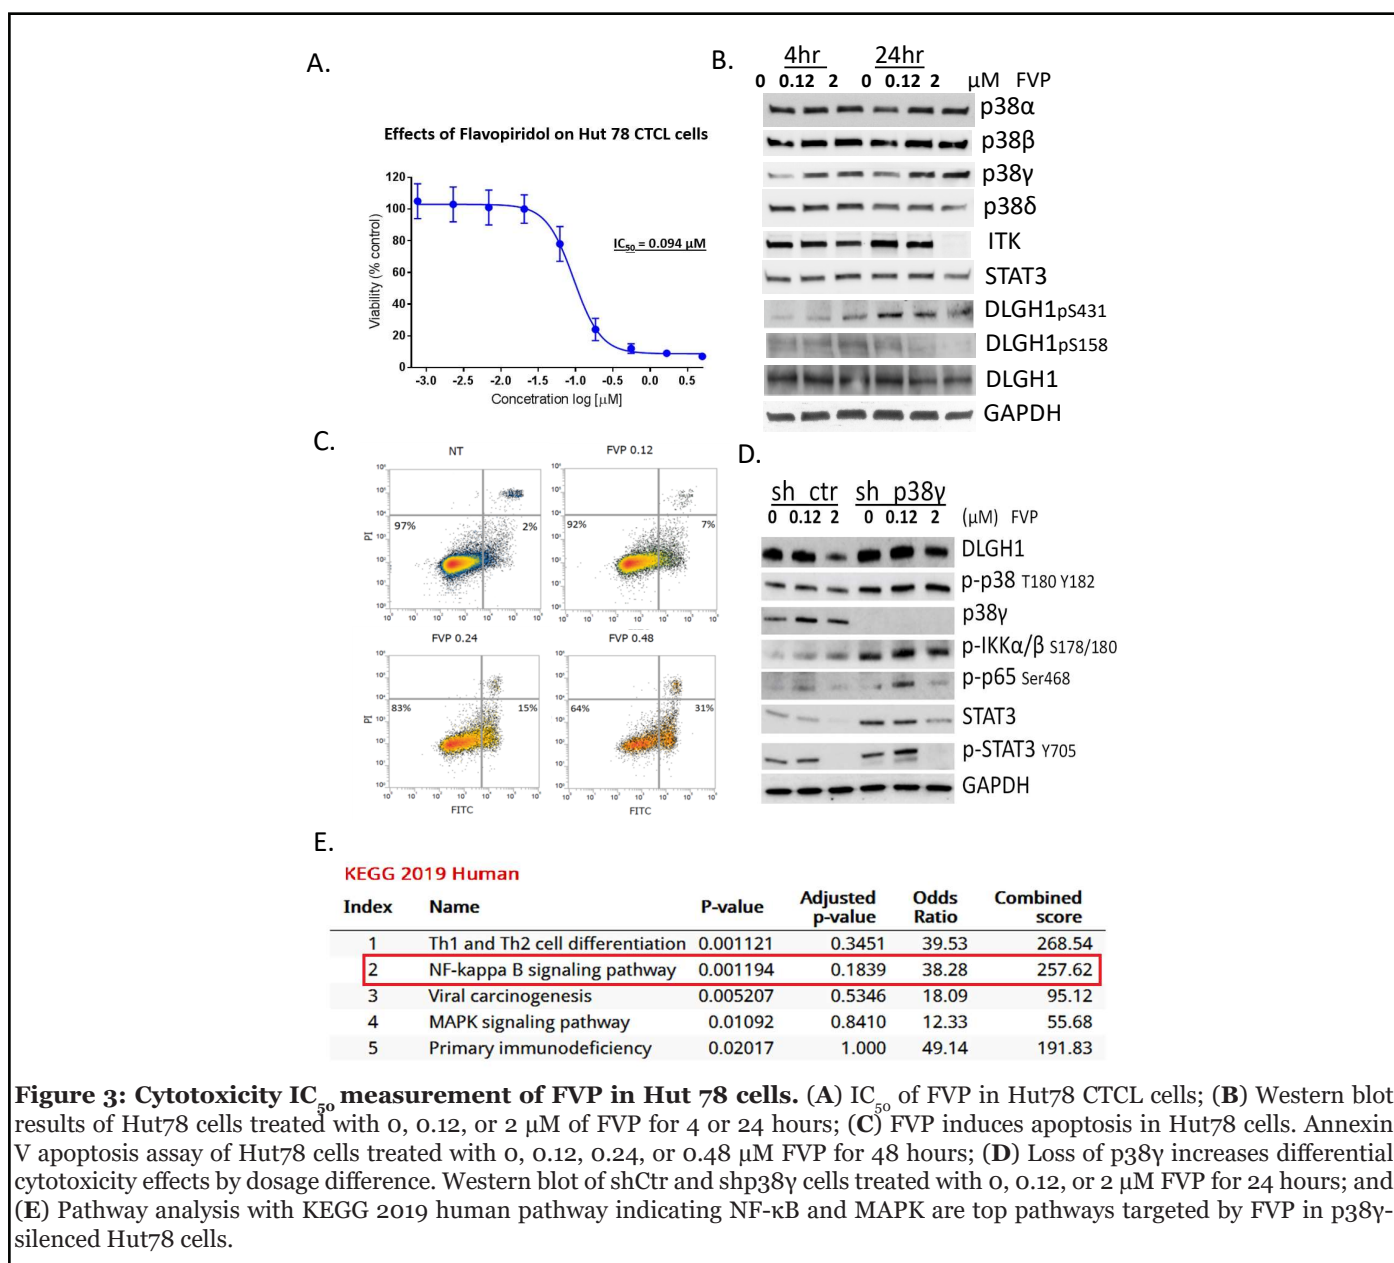 A.
Effects of Flavopiridol on Hut 78 CTCL cells
120
100
80
60
40
20
0
Viability (% control)
IC50 = 0.094 μM
-3.0 -2.5 -2.0 -1.5 -1.0 -0.5 0.0 0.5
Concetration log [μM]
B.
4hr 24hr
0 0.12 2 0 0.12 2 μM FVP
p38α
p38β
p38γ
p38δ
ITK
STAT3
DLGH1pS431
DLGH1pS158
DLGH1
GAPDH
C.
NT
97% 2%
PI
FVP 0.12
92% 7%
FVP 0.24
83% 15%
PI
FITC
FVP 0.48
64% 31%
FITC
D.
sh ctr sh p38γ
0 0.12 2 0 0.12 2 (μM) FVP
DLGH1
p-p38 T180 Y182
p38γ
p-IKKα/β S178/180
p-p65 Ser468
STAT3
p-STAT3 Y705
GAPDH
E.
KEGG 2019 Human
Index Name P-value Adjusted p-value Odds Ratio Combined score
1 Th1 and Th2 cell differentiation 0.001121 0.3451 39.53 268.54
2 NF-kappa B signaling pathway 0.001194 0.1839 38.28 257.62
3 Viral carcinogenesis 0.005207 0.5346 18.09 95.12
4 MAPK signaling pathway 0.01092 0.8410 12.33 55.68
5 Primary immunodeficiency 0.02017 1.000 49.14 191.83
Figure 3: Cytotoxicity IC50 measurement of FVP in Hut 78 cells. (A) IC50 of FVP in Hut78 CTCL cells; (B) Western blot
results of Hut78 cells treated with 0, 0.12, or 2 μM of FVP for 4 or 24 hours; (C) FVP induces apoptosis in Hut78 cells. Annexin
V apoptosis assay of Hut78 cells treated with 0, 0.12, 0.24, or 0.48 μM FVP for 48 hours; (D) Loss of p38γ increases differential
cytotoxicity effects by dosage difference. Western blot of shCtr and shp38γ cells treated with 0, 0.12, or 2 μM FVP for 24 hours; and
(E) Pathway analysis with KEGG 2019 human pathway indicating NF-κB and MAPK are top pathways targeted by FVP in p38γ-
silenced Hut78 cells.